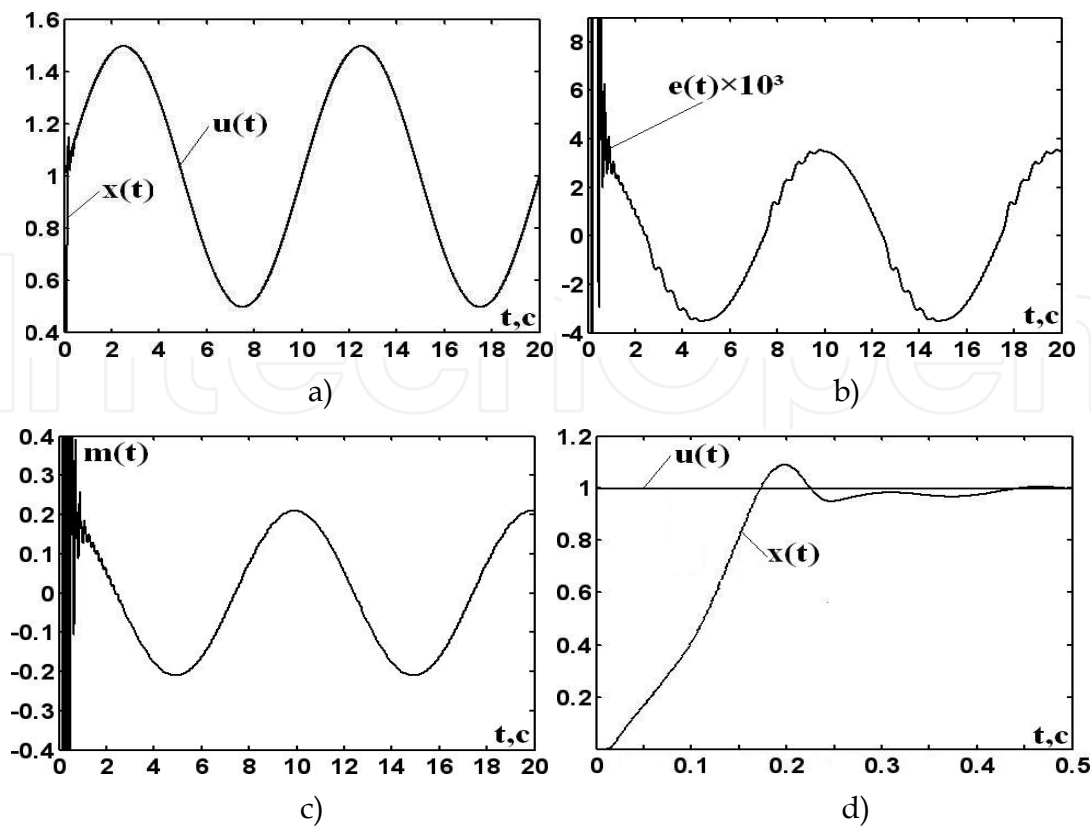 1.6
1.4
1.2
1
0.8
0.6
0.4
u(t)
x(t)
t,c
0 2 4 6 8 10 12 14 16 18 20
a)
8
6
4
2
0
-2
-4
e(t)×10³
t,c
0 2 4 6 8 10 12 14 16 18 20
b)
0.4
0.3
0.2
0.1
0
-0.1
-0.2
-0.3
-0.4
m(t)
t,c
0 2 4 6 8 10 12 14 16 18 20
c)
1.2
1
0.8
0.6
0.4
0.2
u(t)
x(t)
t,c
0 0.1 0.2 0.3 0.4 0.5
d)
IntechOpen